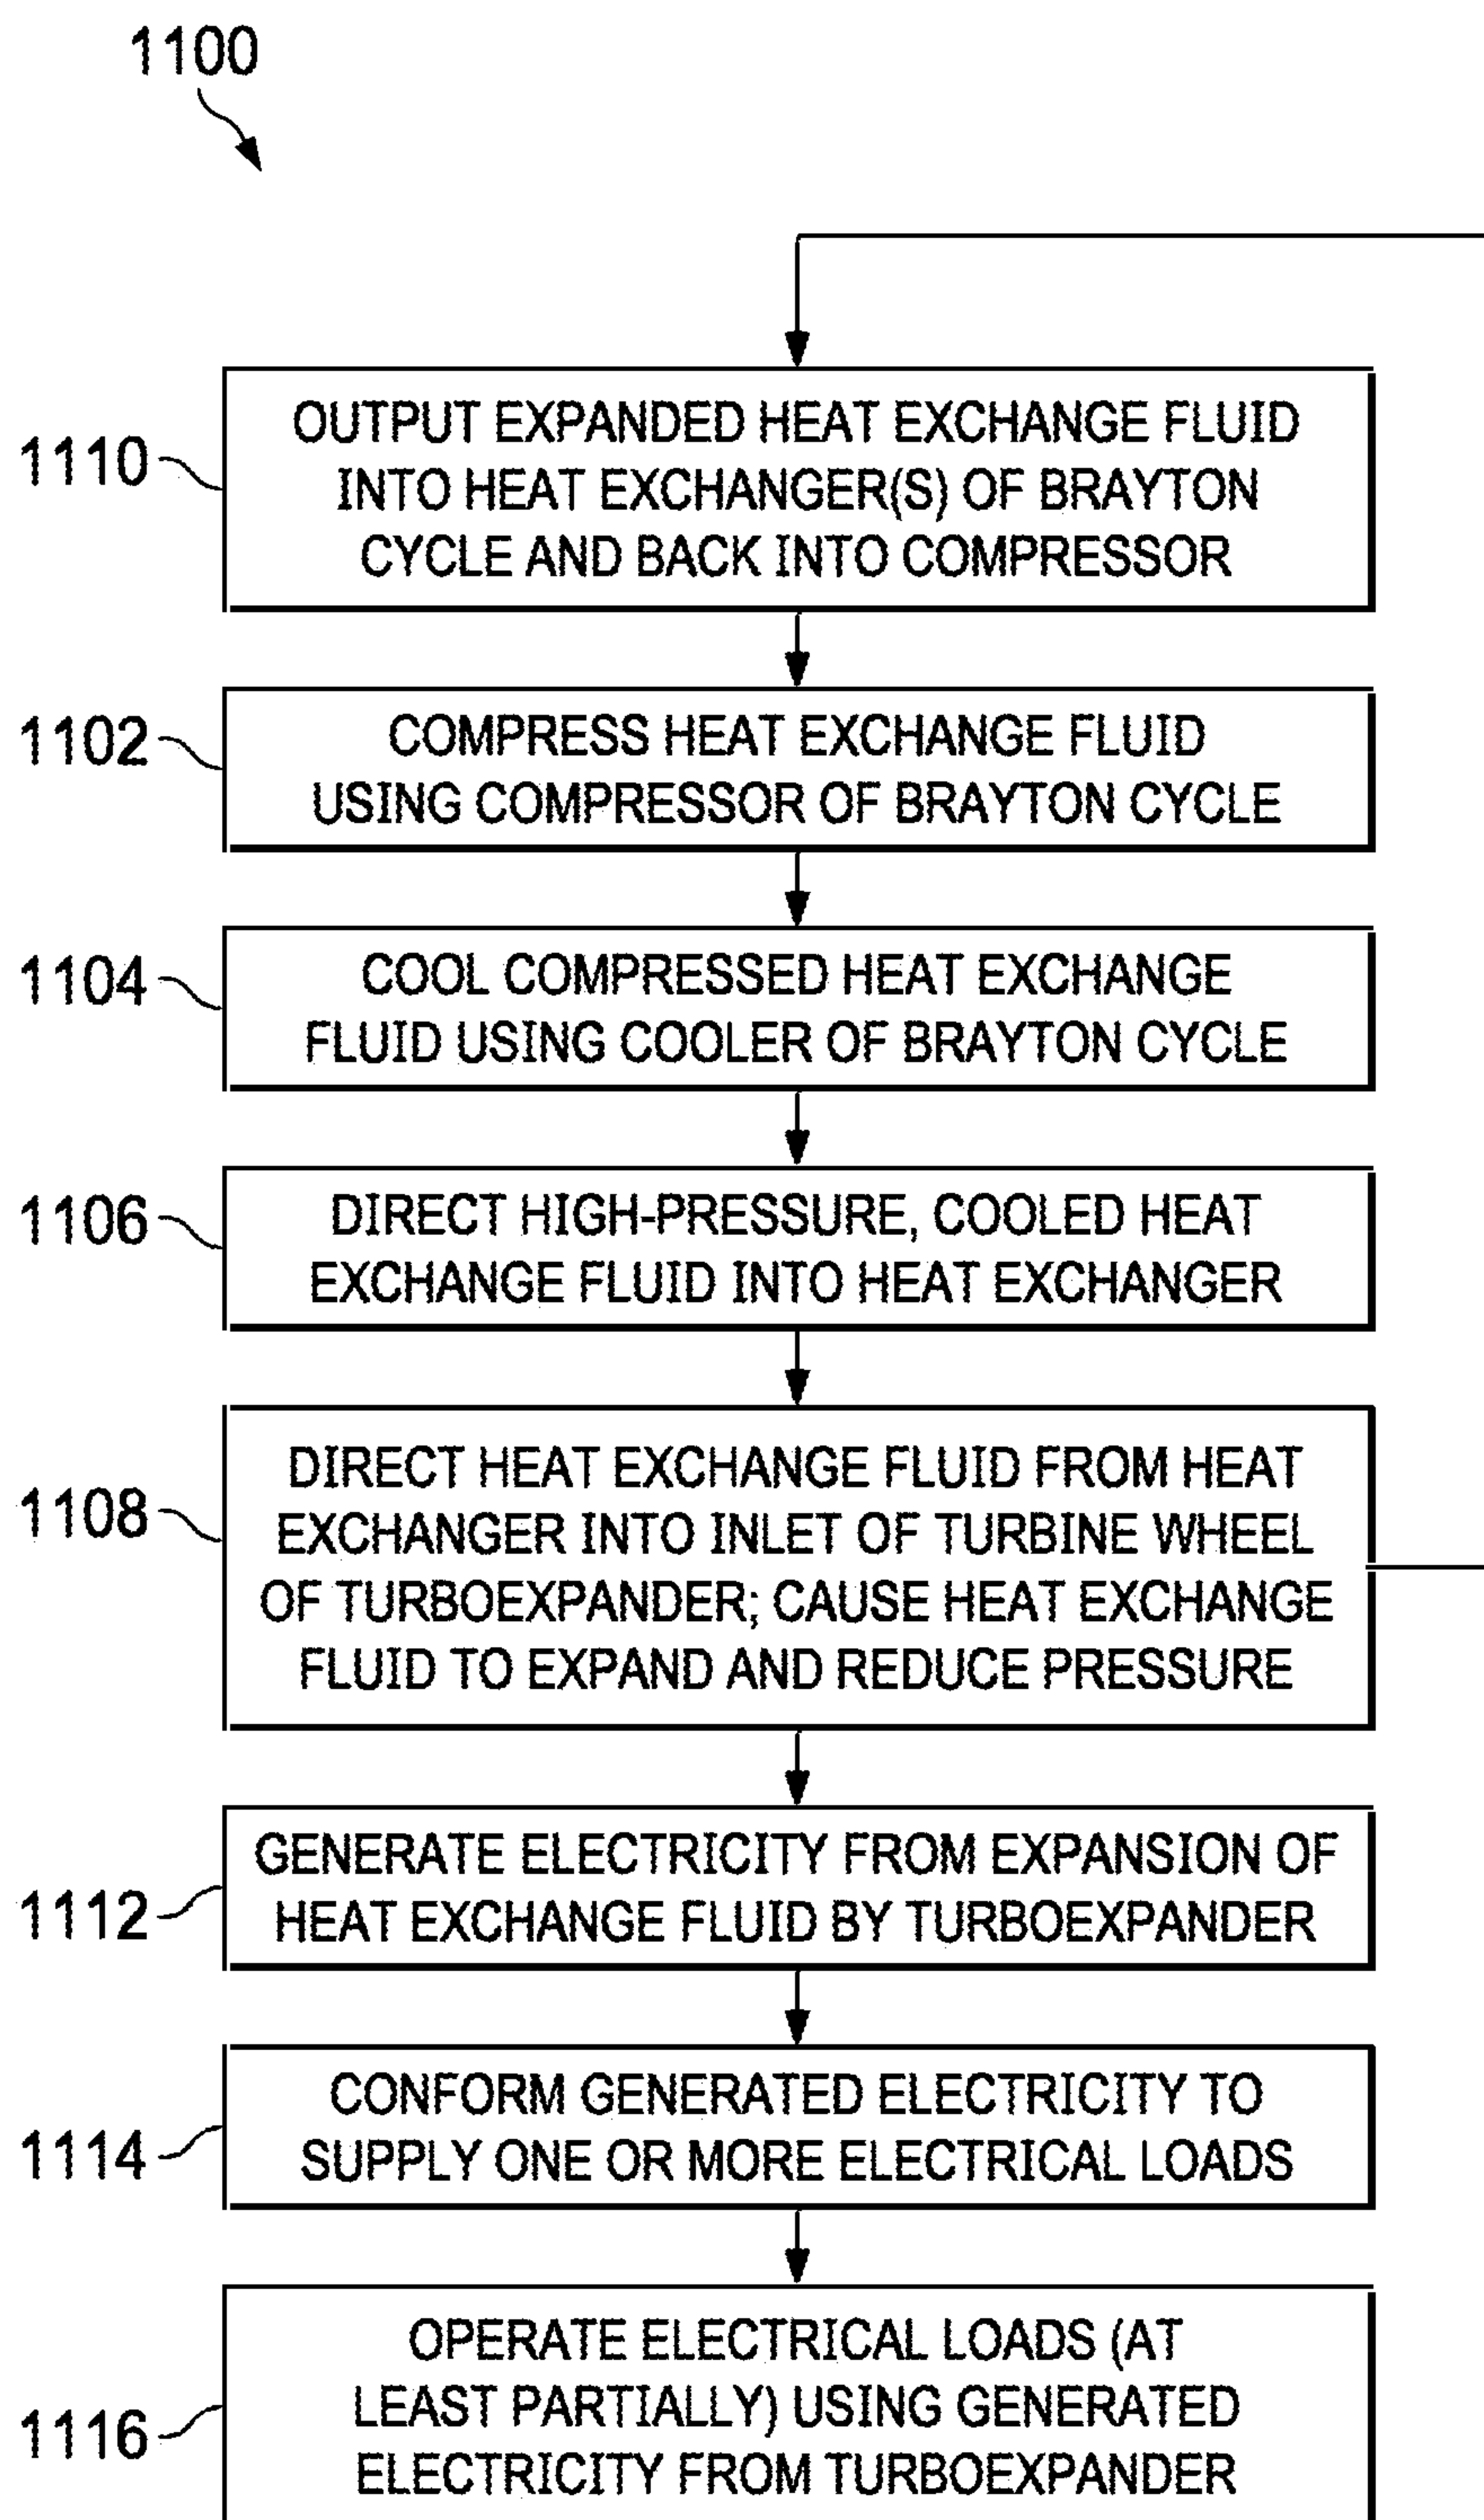 1100
1110
OUTPUT EXPANDED HEAT EXCHANGE FLUID
INTO HEAT EXCHANGER(S) OF BRAYTON
CYCLE AND BACK INTO COMPRESSOR
1102
COMPRESS HEAT EXCHANGE FLUID
USING COMPRESSOR OF BRAYTON CYCLE
1104
COOL COMPRESSED HEAT EXCHANGE
FLUID USING COOLER OF BRAYTON CYCLE
1106
DIRECT HIGH-PRESSURE, COOLED HEAT
EXCHANGE FLUID INTO HEAT EXCHANGER
1108
DIRECT HEAT EXCHANGE FLUID FROM HEAT
EXCHANGER INTO INLET OF TURBINE WHEEL
OF TURBOEXPANDER; CAUSE HEAT EXCHANGE
FLUID TO EXPAND AND REDUCE PRESSURE
1112
GENERATE ELECTRICITY FROM EXPANSION OF
HEAT EXCHANGE FLUID BY TURBOEXPANDER
1114
CONFORM GENERATED ELECTRICITY TO
SUPPLY ONE OR MORE ELECTRICAL LOADS
1116
OPERATE ELECTRICAL LOADS (AT
LEAST PARTIALLY) USING GENERATED
ELECTRICITY FROM TURBOEXPANDER